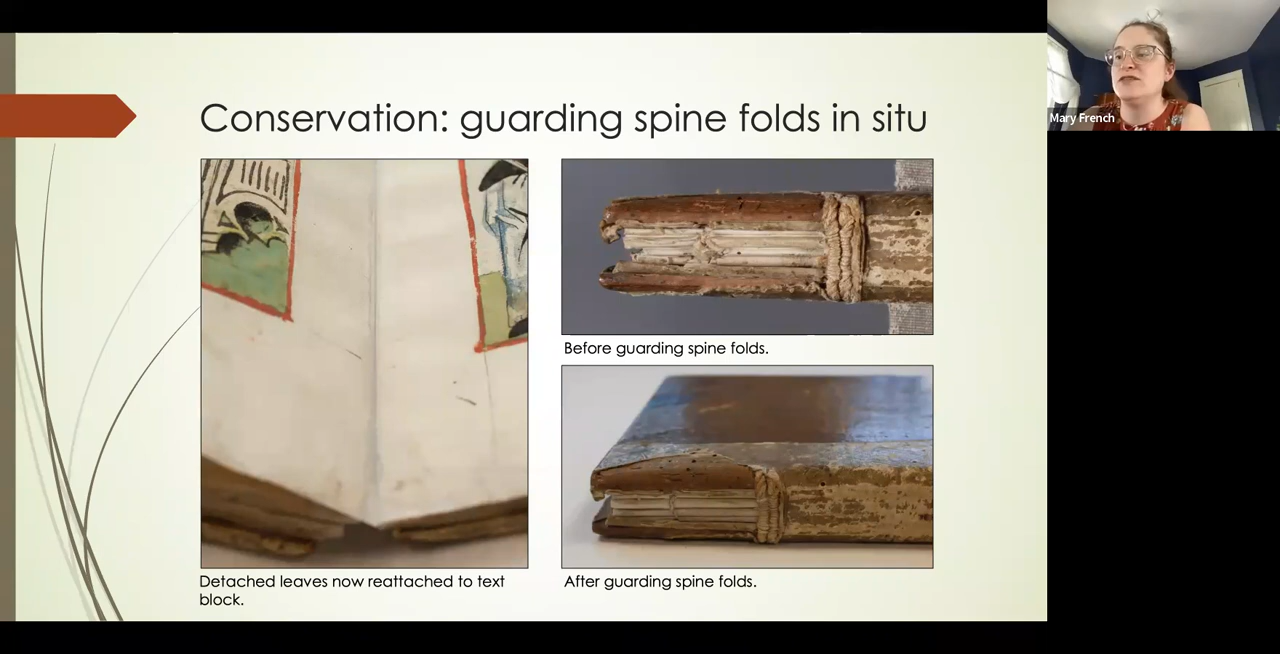 Conservation: guarding spine folds in situ
Mary French
Before guarding spine folds.
Detached leaves now reattached to text
block.
After guarding spine folds.